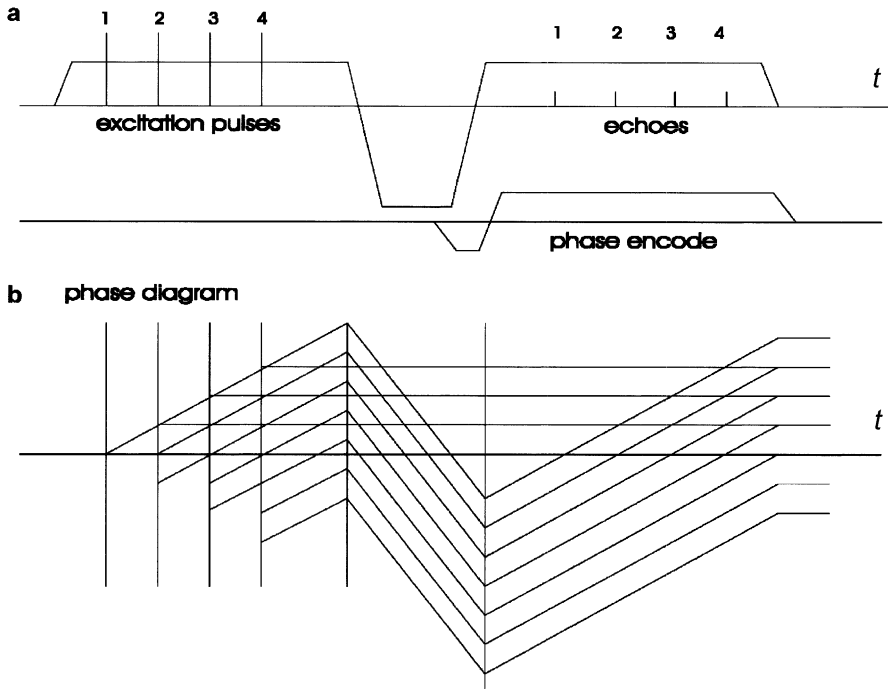 a
1 2 3 4
1 2 3 4
t
excitation pulses
echoes
phase encode
b phase diagram
t